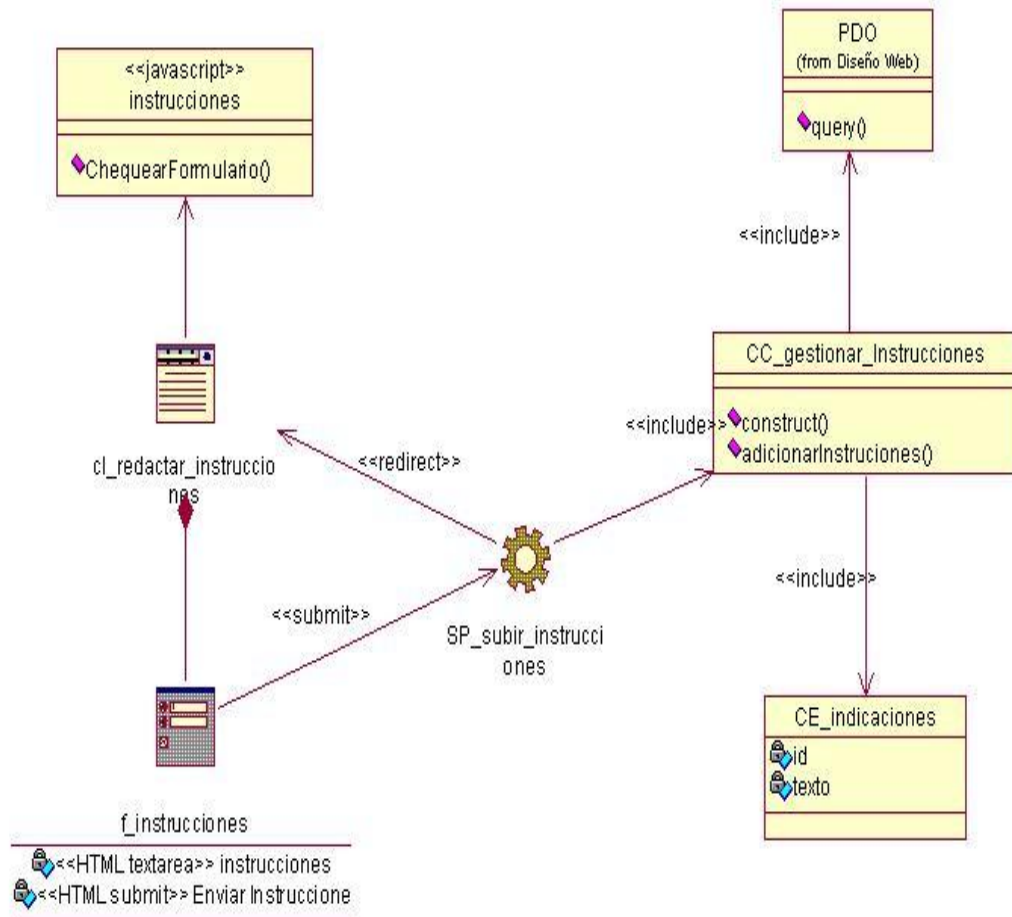 <<javascript>>
instrucciones
ChequearFormulario()
PDO
(from Diseño Web)
query()
<<include>>
CC_gestionar_Instrucciones
construct()
adicionarInstruciones()
<<include>>
<<redirect>>
cl_redactar_instruccio
nes
<<include>>
<<submit>>
SP_subir_instrucci
ones
CE_indicaciones
id
texto
f_instrucciones
<<HTML textarea>> instrucciones
<<HTML submit>> Enviar Instruccione